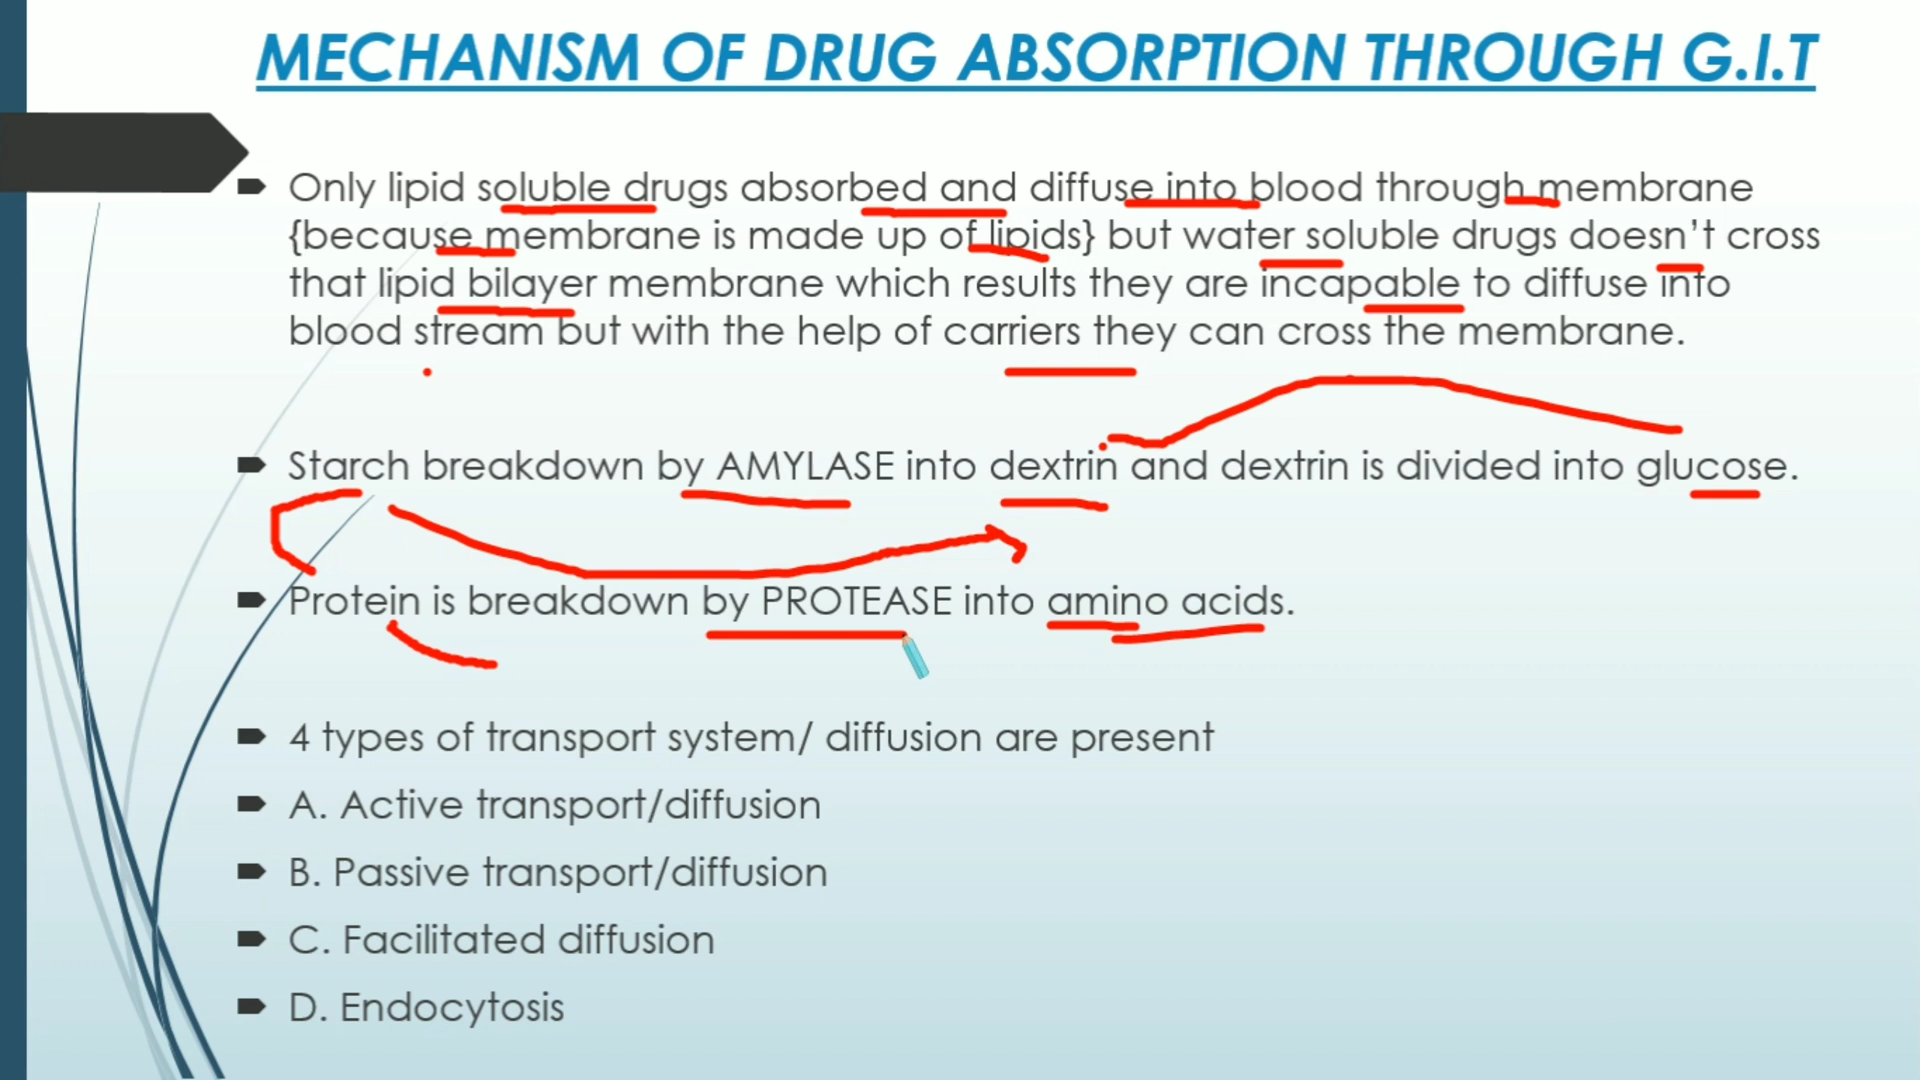 MECHANISM OF DRUG ABSORPTION THROUGH G.I.T
Only lipid soluble drugs absorbed and diffuse into blood through membrane
{because membrane is made up of lipids} but water soluble drugs doesn't cross
that lipid bilayer membrane which results they are incapable to diffuse into
blood stream but with the help of carriers they can cross the membrane.
Starch breakdown by AMYLASE into dextrin and dextrin is divided into glucose.
Protein is breakdown by PROTEASE into amino acids.
4 types of transport system/ diffusion are present
A. Active transport/diffusion
B. Passive transport/diffusion
C. Facilitated diffusion
D. Endocytosis